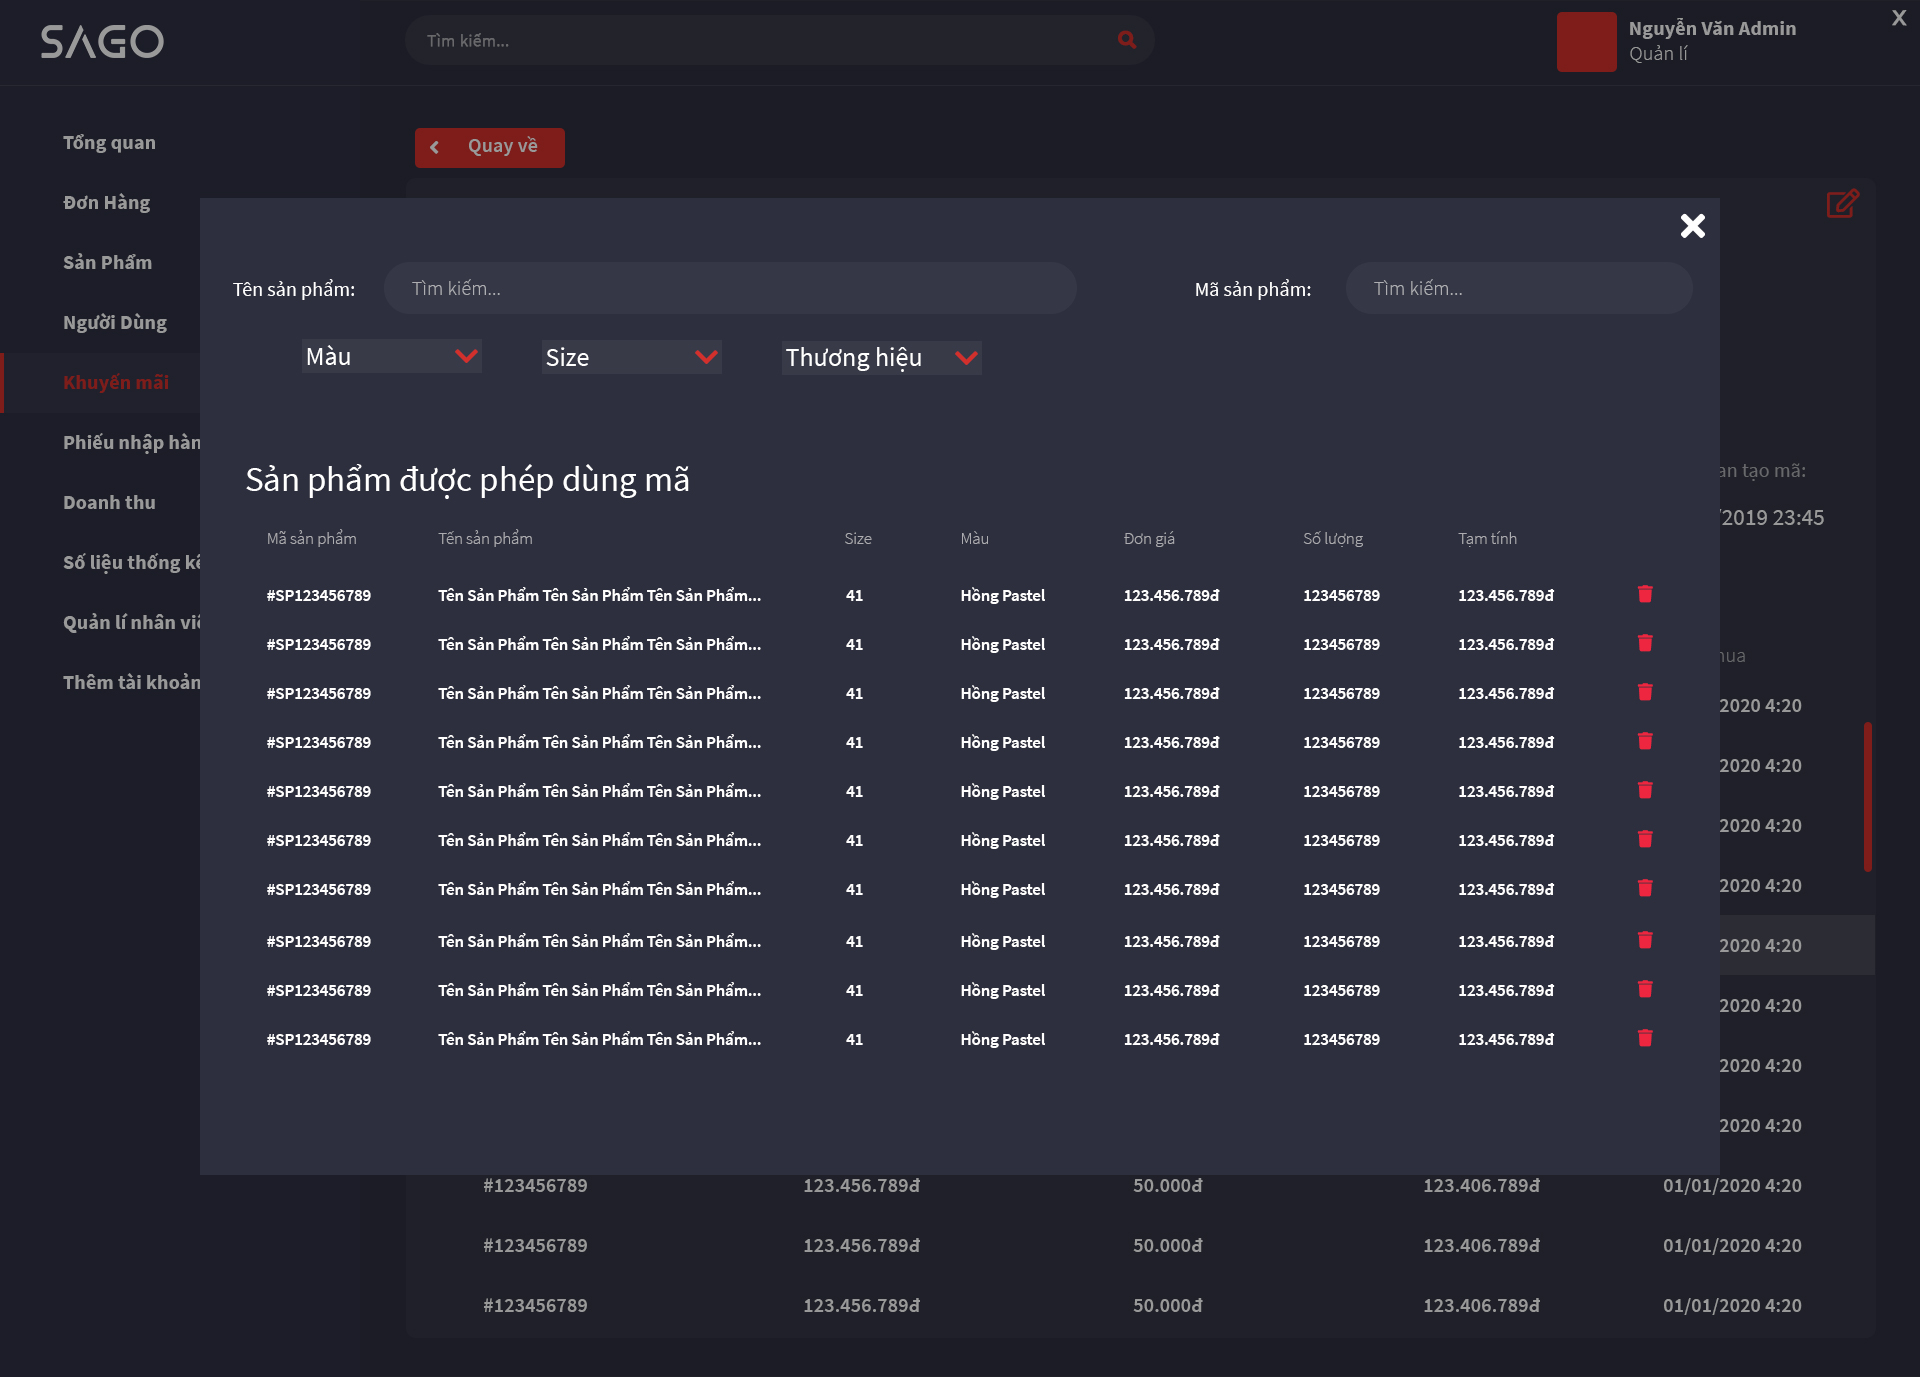 SAGO
Tìm kiếm...
Nguyễn Văn Admin
Quản lí
X
Tổng quan
Đơn Hàng
Sản Phẩm
Người Dùng
Khuyến mãi
Phiếu nhập hàn
Doanh thu
Số liệu thống kê
Quản lí nhân viê
Thêm tài khoản
Quay về
Tên sản phẩm:
Tìm kiếm...
Mã sản phẩm:
Tìm kiếm...
Màu
Size
Thương hiệu
Sản phẩm được phép dùng mã
Mã sản phẩm Tến sản phẩm Size Màu Đơn giá Số lượng Tạm tính
#SP123456789 Tên Sản Phẩm Tên Sản Phẩm Tên Sản Phẩm... 41 Hồng Pastel 123.456.789đ 123456789 123.456.789đ
#SP123456789 Tên Sản Phẩm Tên Sản Phẩm Tên Sản Phẩm... 41 Hồng Pastel 123.456.789đ 123456789 123.456.789đ
#SP123456789 Tên Sản Phẩm Tên Sản Phẩm Tên Sản Phẩm... 41 Hồng Pastel 123.456.789đ 123456789 123.456.789đ
#SP123456789 Tên Sản Phẩm Tên Sản Phẩm Tên Sản Phẩm... 41 Hồng Pastel 123.456.789đ 123456789 123.456.789đ
#SP123456789 Tên Sản Phẩm Tên Sản Phẩm Tên Sản Phẩm... 41 Hồng Pastel 123.456.789đ 123456789 123.456.789đ
#SP123456789 Tên Sản Phẩm Tên Sản Phẩm Tên Sản Phẩm... 41 Hồng Pastel 123.456.789đ 123456789 123.456.789đ
#SP123456789 Tên Sản Phẩm Tên Sản Phẩm Tên Sản Phẩm... 41 Hồng Pastel 123.456.789đ 123456789 123.456.789đ
#SP123456789 Tên Sản Phẩm Tên Sản Phẩm Tên Sản Phẩm... 41 Hồng Pastel 123.456.789đ 123456789 123.456.789đ
#SP123456789 Tên Sản Phẩm Tên Sản Phẩm Tên Sản Phẩm... 41 Hồng Pastel 123.456.789đ 123456789 123.456.789đ
#SP123456789 Tên Sản Phẩm Tên Sản Phẩm Tên Sản Phẩm... 41 Hồng Pastel 123.456.789đ 123456789 123.456.789đ
an tạo mã:
/2019 23:45
2020 4:20
2020 4:20
2020 4:20
2020 4:20
2020 4:20
2020 4:20
2020 4:20
2020 4:20
#123456789 123.456.789đ 50.000đ 123.406.789đ 01/01/2020 4:20
#123456789 123.456.789đ 50.000đ 123.406.789đ 01/01/2020 4:20
#123456789 123.456.789đ 50.000đ 123.406.789đ 01/01/2020 4:20